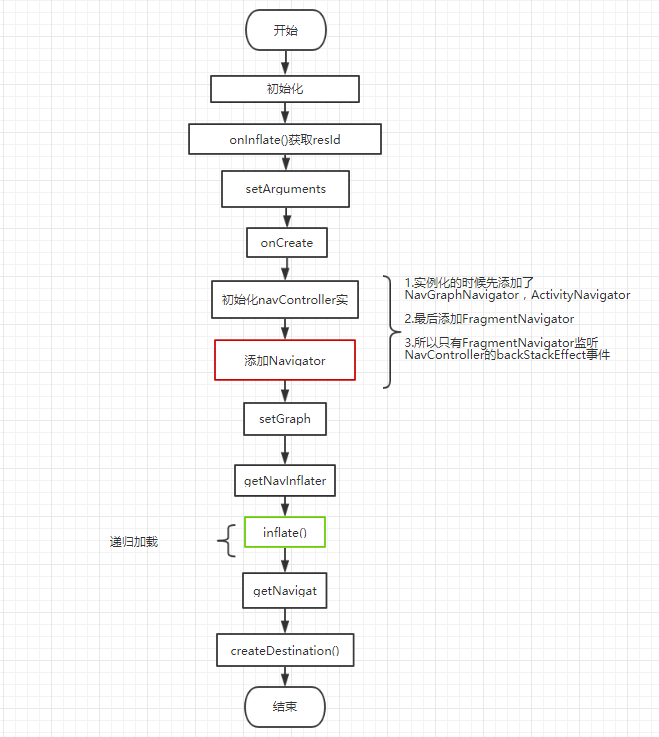 开始
初始化
onInflate()获取resId
setArguments
onCreate
初始化navController实
1.实例化的时候先添加了
NavGraphNavigator，ActivityNavigator
2.最后添加FragmentNavigator
3.所以只有FragmentNavigator监听
NavController的backStackEffect事件
添加Navigator
setGraph
getNavInflater
inflate()
递归加载
getNavigat
createDestination()
结束